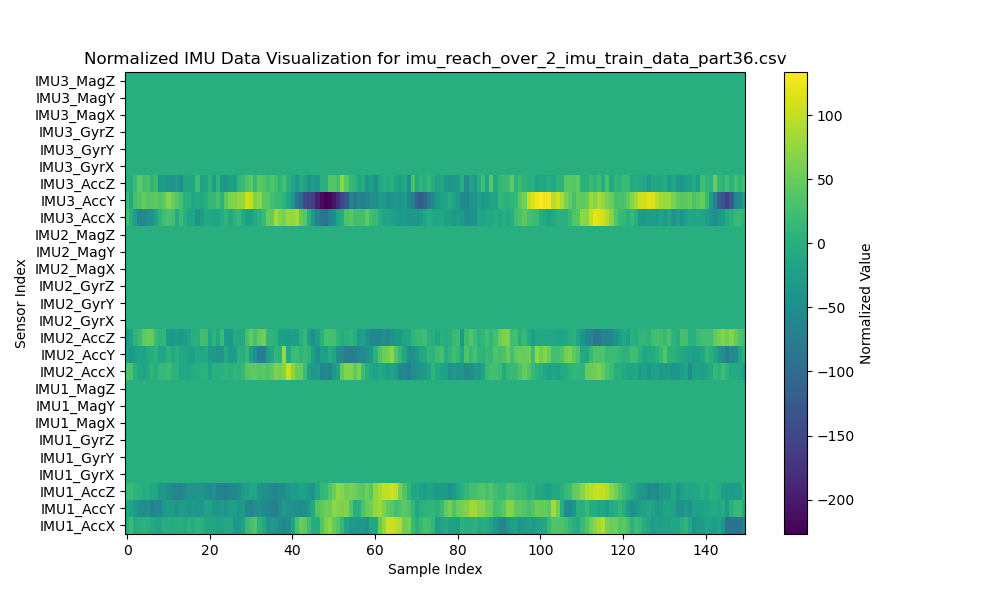 Normalized IMU Data Visualization for imu_reach_over_2_imu_train_data_part36.csv
IMU3_MagZ
IMU3_MagY
IMU3_MagX
IMU3_GyrZ
IMU3_GyrY
IMU3_GyrX
IMU3_AccZ
IMU3_AccY
IMU3_AccX
IMU2_MagZ
IMU2_MagY
IMU2_MagX
IMU2_GyrZ
IMU2_GyrY
IMU2_GyrX
IMU2_AccZ
IMU2_AccY
IMU2_AccX
IMU1_MagZ
IMU1_MagY
IMU1_MagX
IMU1_GyrZ
IMU1_GyrY
IMU1_GyrX
IMU1_AccZ
IMU1_AccY
IMU1_AccX
Sensor Index
0 20 40 60 80 100 120 140
Sample Index
100
50
0
−50
−100
−150
−200
Normalized Value